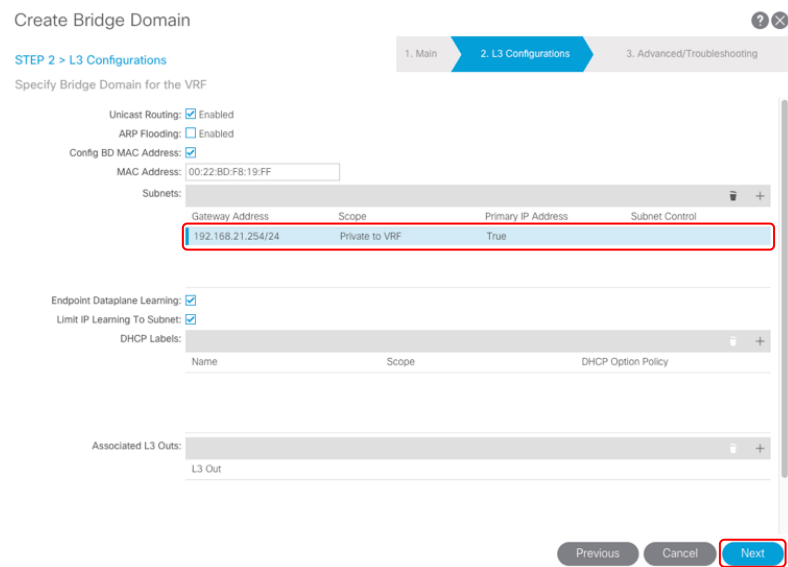 Create Bridge Domain
STEP 2 > L3 Configurations
1. Main
2. L3 Configurations
3. Advanced/Troubleshooting
Specify Bridge Domain for the VRF
Unicast Routing: Enabled
ARP Flooding: Enabled
Config BD MAC Address:
MAC Address: 00:22:BD:F8:19:FF
Subnets:
Gateway Address Scope Primary IP Address Subnet Control
192.168.21.254/24 Private to VRF True
Endpoint Dataplane Learning:
Limit IP Learning To Subnet:
DHCP Labels:
Name Scope DHCP Option Policy
Associated L3 Outs:
L3 Out
Previous Cancel Next